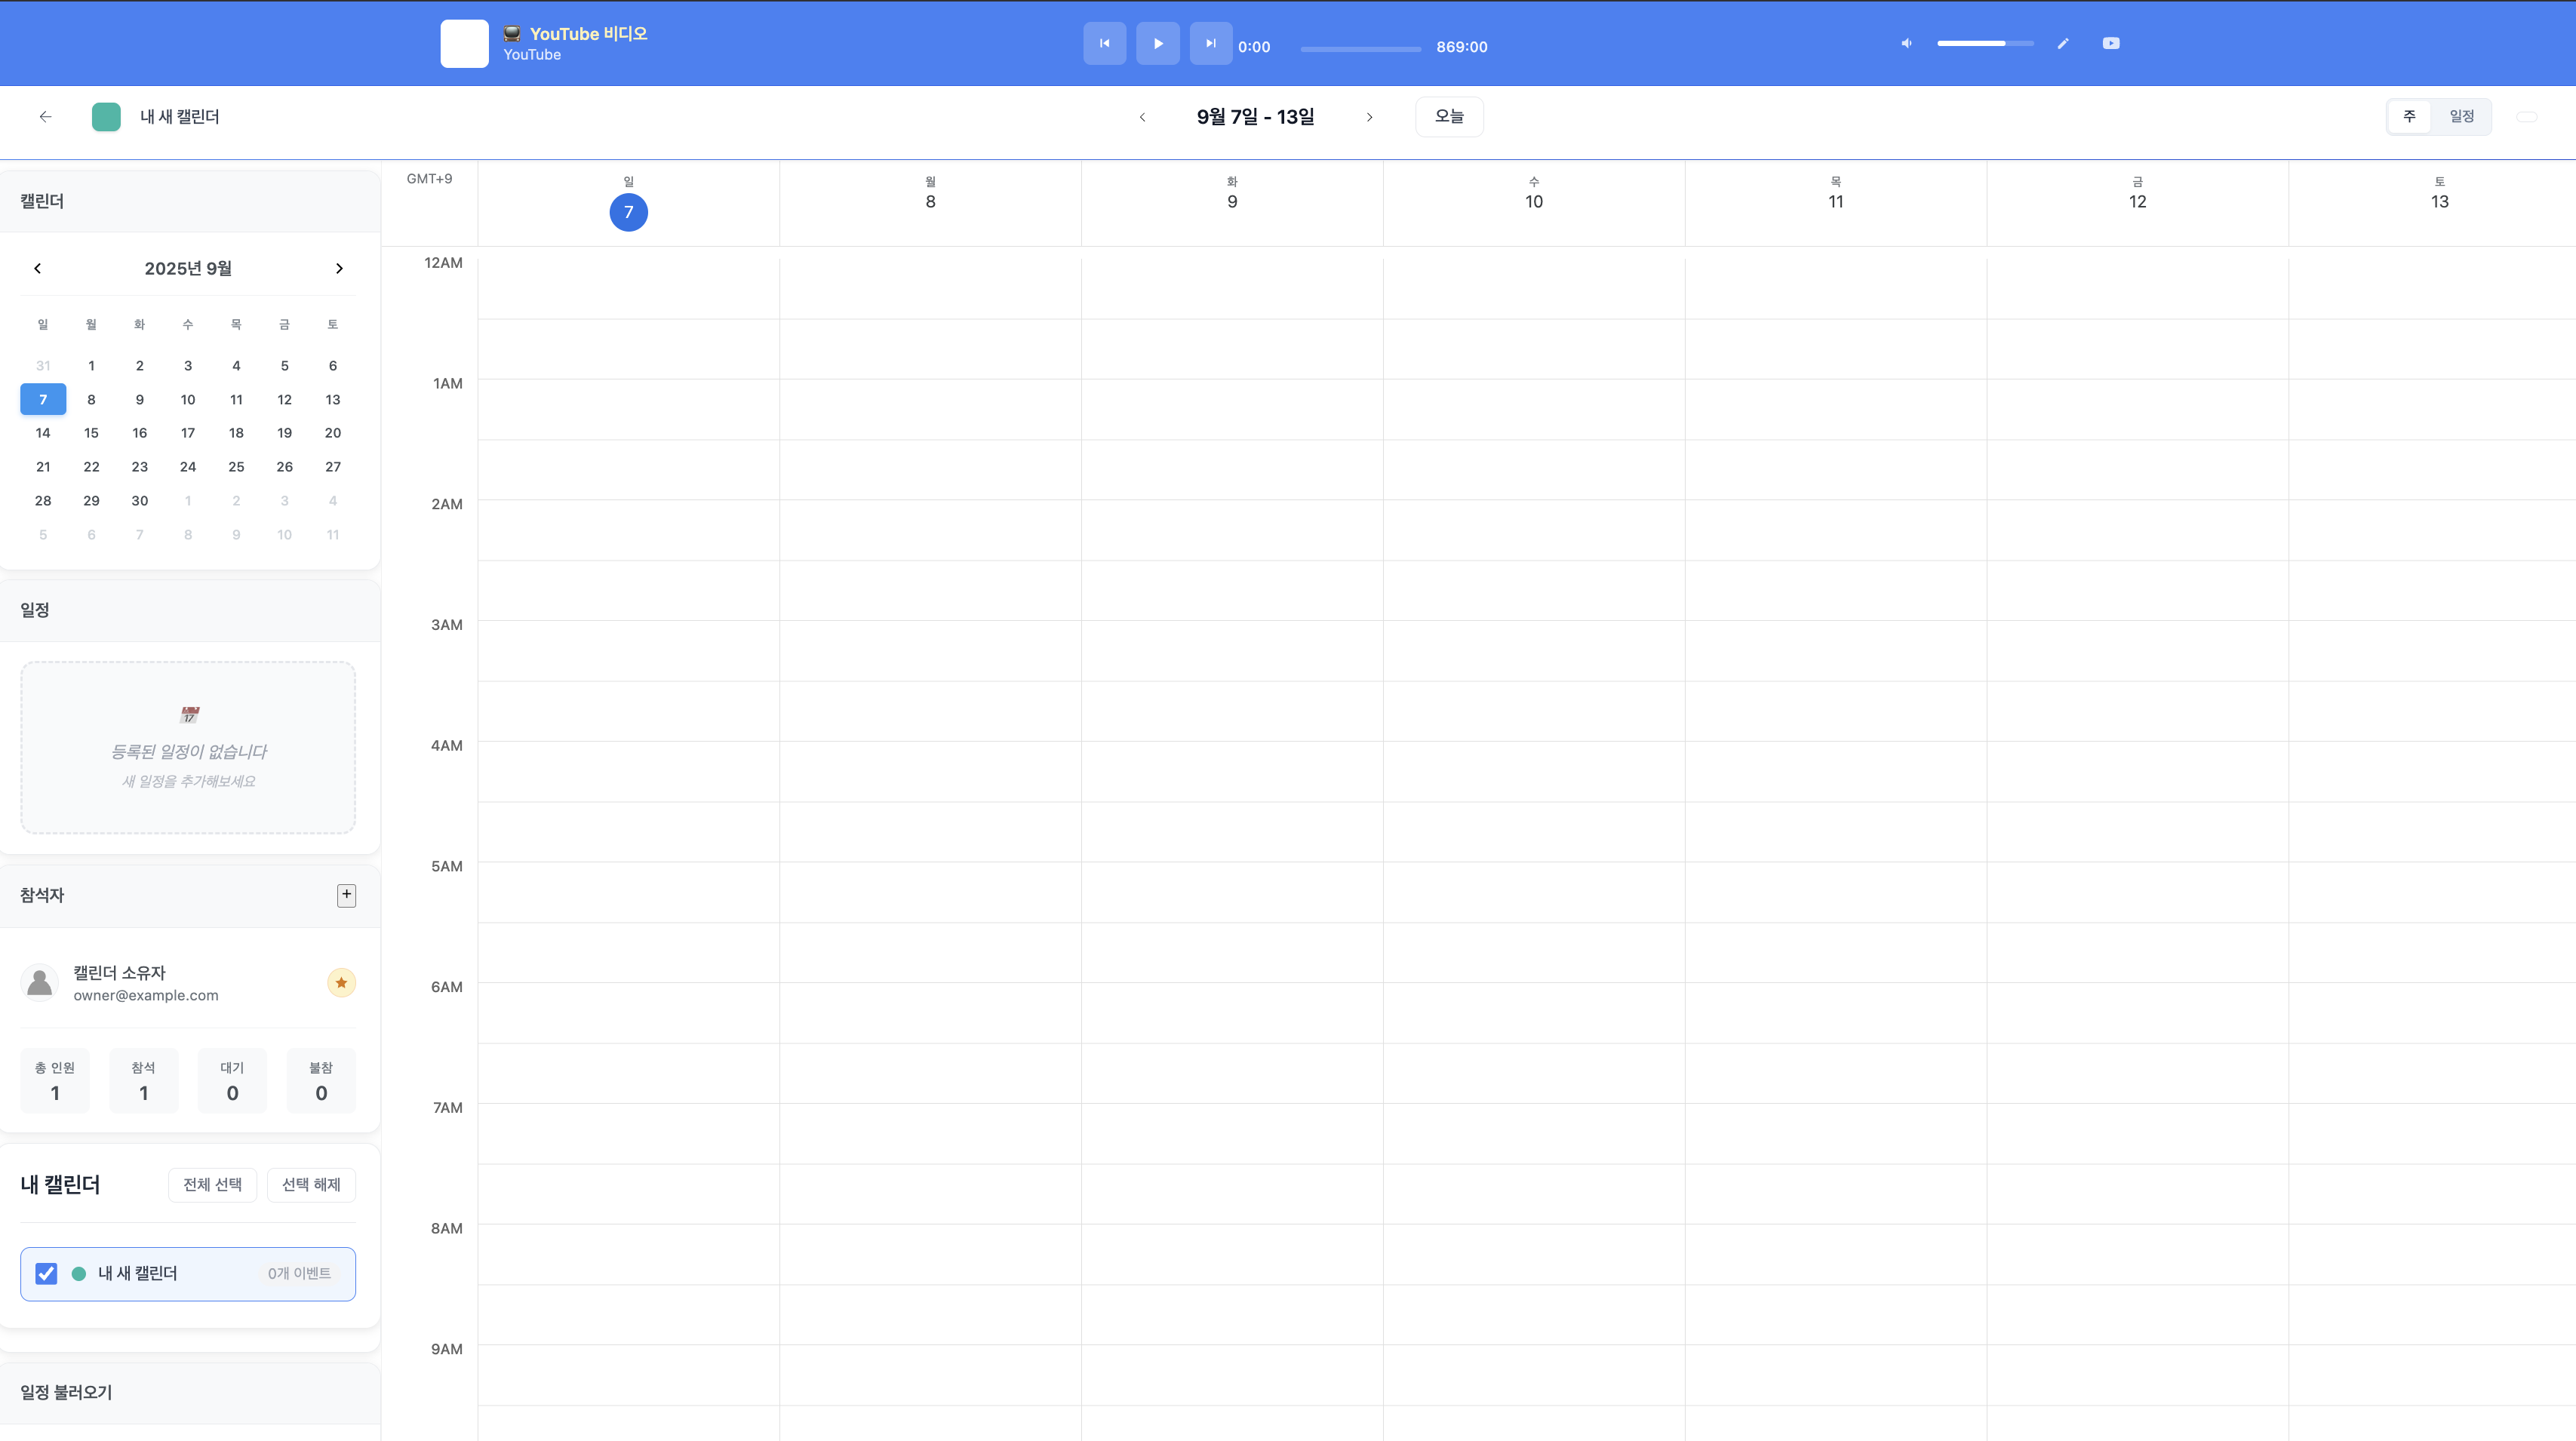 YouTube 비디오
YouTube
0:00
869:00
내 새 캘린더
9월 7일 - 13일
오늘
주
일정
캘린더
2025년 9월
일 월 화 수 목 금 토
31 1 2 3 4 5 6
7 8 9 10 11 12 13
14 15 16 17 18 19 20
21 22 23 24 25 26 27
28 29 30 1 2 3 4
5 6 7 8 9 10 11
일정
17
등록된 일정이 없습니다
새 일정을 추가해보세요
참석자
+
캘린더 소유자
owner@example.com
총 인원 참석 대기 불참
1 1 0 0
내 캘린더
전체 선택
선택 해제
내 새 캘린더
0개 이벤트
일정 불러오기
GMT+9
일 월 화 수 목 금 토
7 8 9 10 11 12 13
12AM
1AM
2AM
3AM
4AM
5AM
6AM
7AM
8AM
9AM